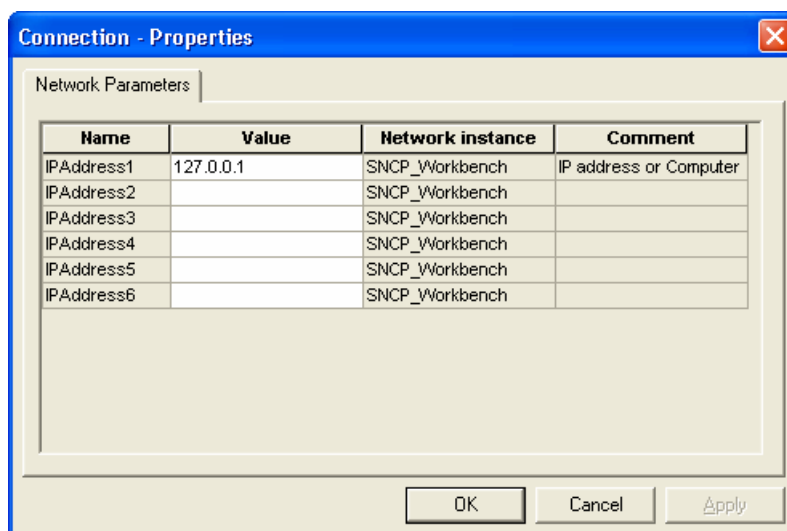 Connection - Properties
Network Parameters
Name Value Network instance Comment
IPAddress1 127.0.0.1 SNCP_Workbench IP address or Computer
IPAddress2 SNCP_Workbench
IPAddress3 SNCP_Workbench
IPAddress4 SNCP_Workbench
IPAddress5 SNCP_Workbench
IPAddress6 SNCP_Workbench
OK Cancel Apply